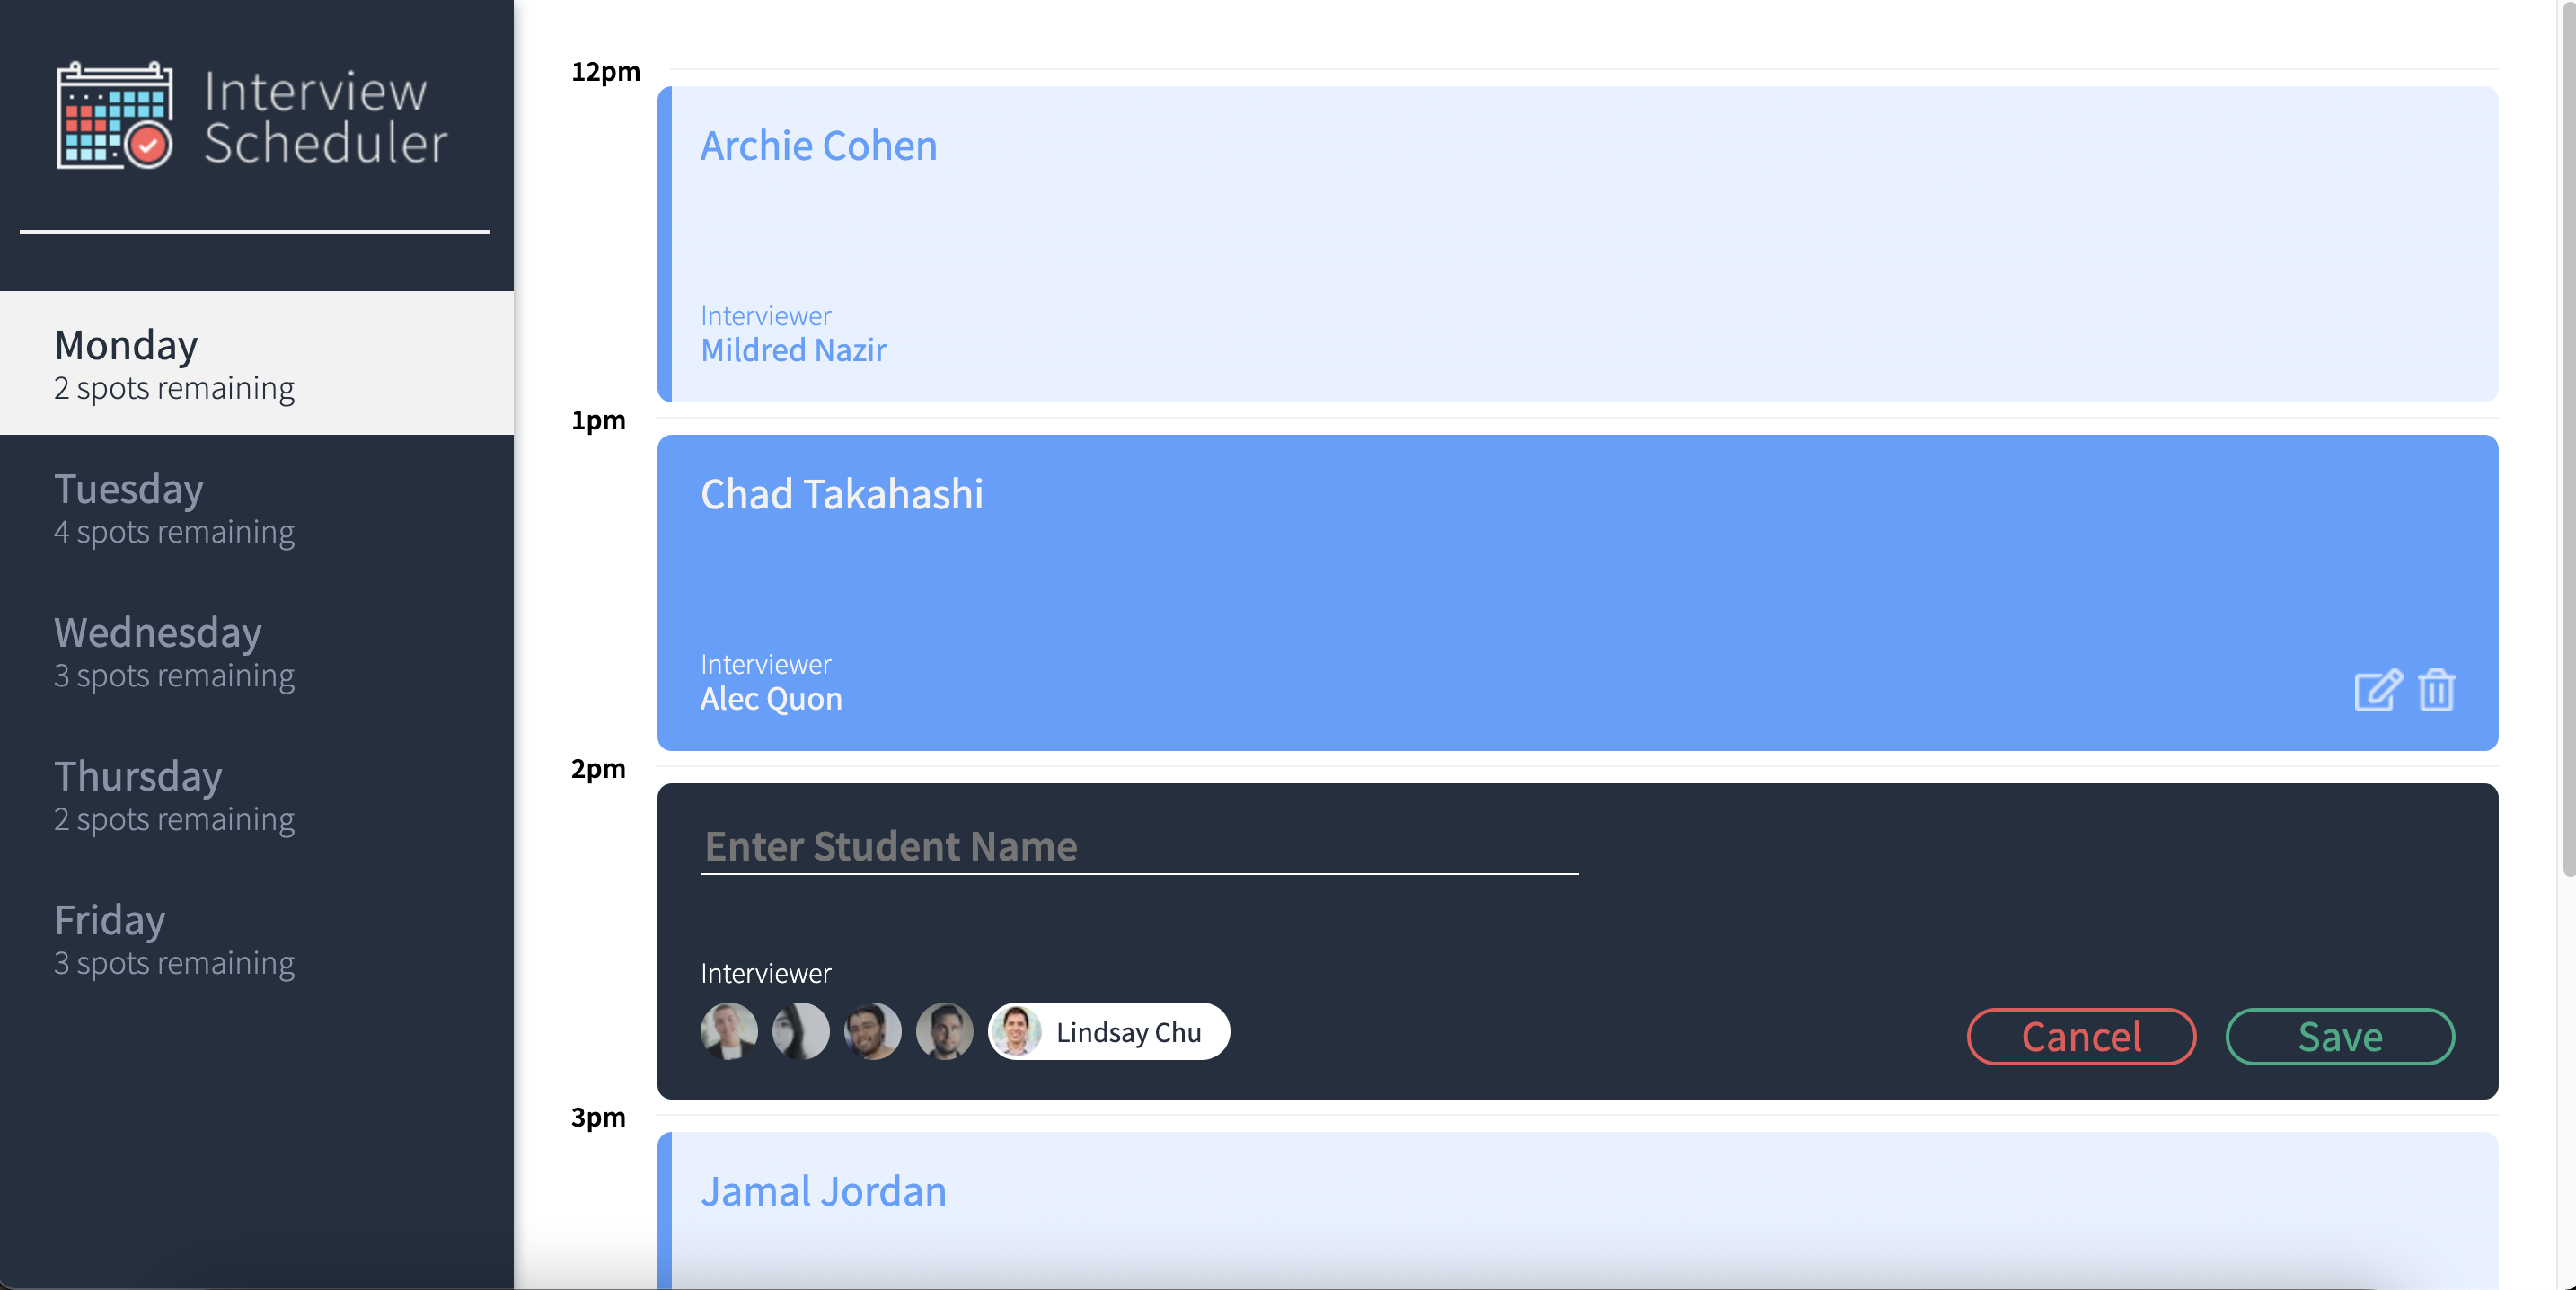 Interview
Scheduler
Monday
2 spots remaining
Tuesday
4 spots remaining
Wednesday
3 spots remaining
Thursday
2 spots remaining
Friday
3 spots remaining
12pm
Archie Cohen
Interviewer
Mildred Nazir
1pm
Chad Takahashi
Interviewer
Alec Quon
2pm
Enter Student Name
Interviewer
Lindsay Chu
Cancel
Save
3pm
Jamal Jordan